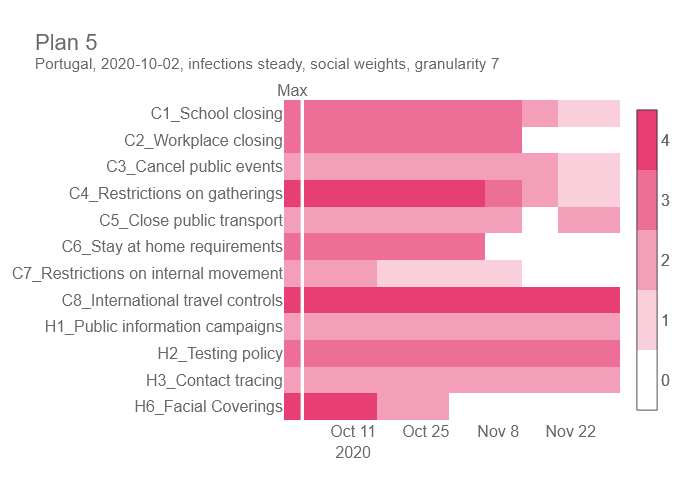 Plan 5
Portugal, 2020-10-02, infections steady, social weights, granularity 7
Max
C1_School closing
C2_Workplace closing
C3_Cancel public events
C4_Restrictions on gatherings
C5_Close public transport
C6_Stay at home requirements
C7_Restrictions on internal movement
C8_International travel controls
H1_Public information campaigns
H2_Testing policy
H3_Contact tracing
H6_Facial Coverings
Oct 11 Oct 25 Nov 8 Nov 22
2020
4
3
2
1
0